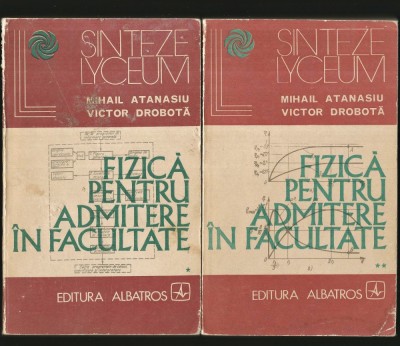 SINTEZE
LYCEUM
MIHAIL ATANASIU
VICTOR DROBOTĂ
FIZICĂ
PENTRU
ADMITERE
ÎN FACULTATE
*
EDITURA ALBATROS
SINTEZE
LYCEUM
MIHAIL ATANASIU
VICTOR DROBOTĂ
FIZICĂ
PENTRU
ADMITERE
ÎN FACULTATE
**
EDITURA ALBATROS